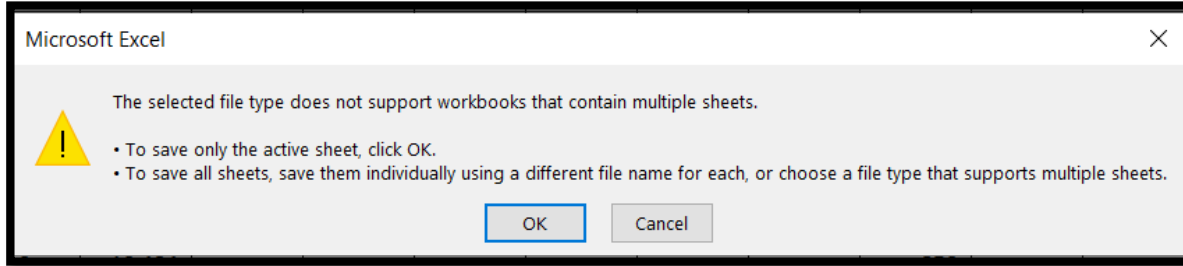 Microsoft Excel
The selected file type does not support workbooks that contain multiple sheets.
• To save only the active sheet, click OK.
• To save all sheets, save them individually using a different file name for each, or choose a file type that supports multiple sheets.
OK
Cancel